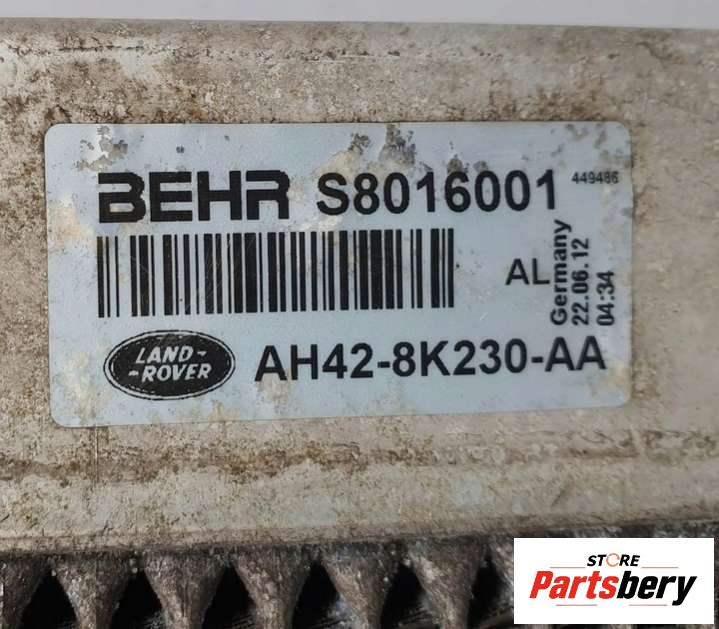 BEHR S8016001 449486
AL
Germany
22.06.12
04:34
LAND-
-ROVER
AH42-8K230-AA
STORE
Partsbery